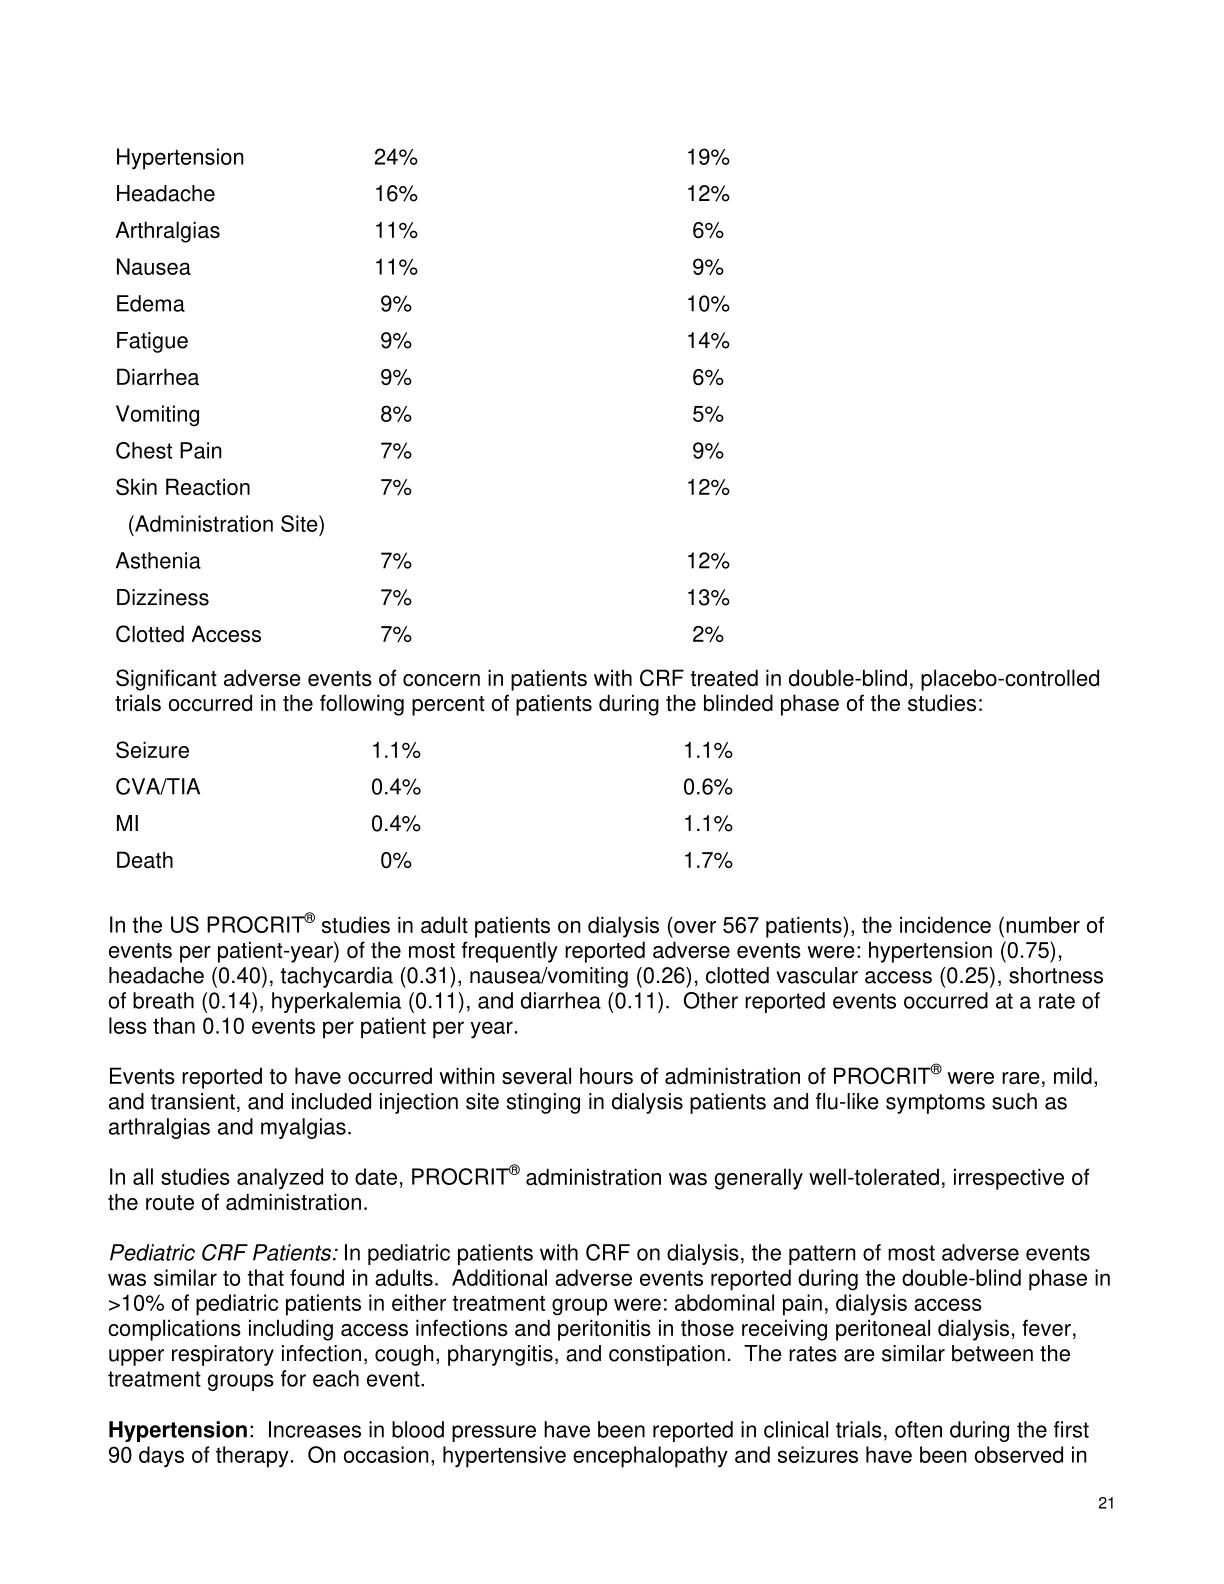 Hypertension 24% 19%
Headache 16% 12%
Arthralgias 11% 6%
Nausea 11% 9%
Edema 9% 10%
Fatigue 9% 14%
Diarrhea 9% 6%
Vomiting 8% 5%
Chest Pain 7% 9%
Skin Reaction 7% 12%
(Administration Site)
Asthenia 7% 12%
Dizziness 7% 13%
Clotted Access 7% 2%
Significant adverse events of concern in patients with CRF treated in double-blind, placebo-controlled
trials occurred in the following percent of patients during the blinded phase of the studies:
Seizure 1.1% 1.1%
CVA/TIA 0.4% 0.6%
MI 0.4% 1.1%
Death 0% 1.7%
In the US PROCRIT® studies in adult patients on dialysis (over 567 patients), the incidence (number of
events per patient-year) of the most frequently reported adverse events were: hypertension (0.75),
headache (0.40), tachycardia (0.31), nausea/vomiting (0.26), clotted vascular access (0.25), shortness
of breath (0.14), hyperkalemia (0.11), and diarrhea (0.11).  Other reported events occurred at a rate of
less than 0.10 events per patient per year.
Events reported to have occurred within several hours of administration of PROCRIT® were rare, mild,
and transient, and included injection site stinging in dialysis patients and flu-like symptoms such as
arthralgias and myalgias.
In all studies analyzed to date, PROCRIT® administration was generally well-tolerated, irrespective of
the route of administration.
Pediatric CRF Patients: In pediatric patients with CRF on dialysis, the pattern of most adverse events
was similar to that found in adults.  Additional adverse events reported during the double-blind phase in
>10% of pediatric patients in either treatment group were: abdominal pain, dialysis access
complications including access infections and peritonitis in those receiving peritoneal dialysis, fever,
upper respiratory infection, cough, pharyngitis, and constipation.  The rates are similar between the
treatment groups for each event.
Hypertension:  Increases in blood pressure have been reported in clinical trials, often during the first
90 days of therapy.  On occasion, hypertensive encephalopathy and seizures have been observed in
21